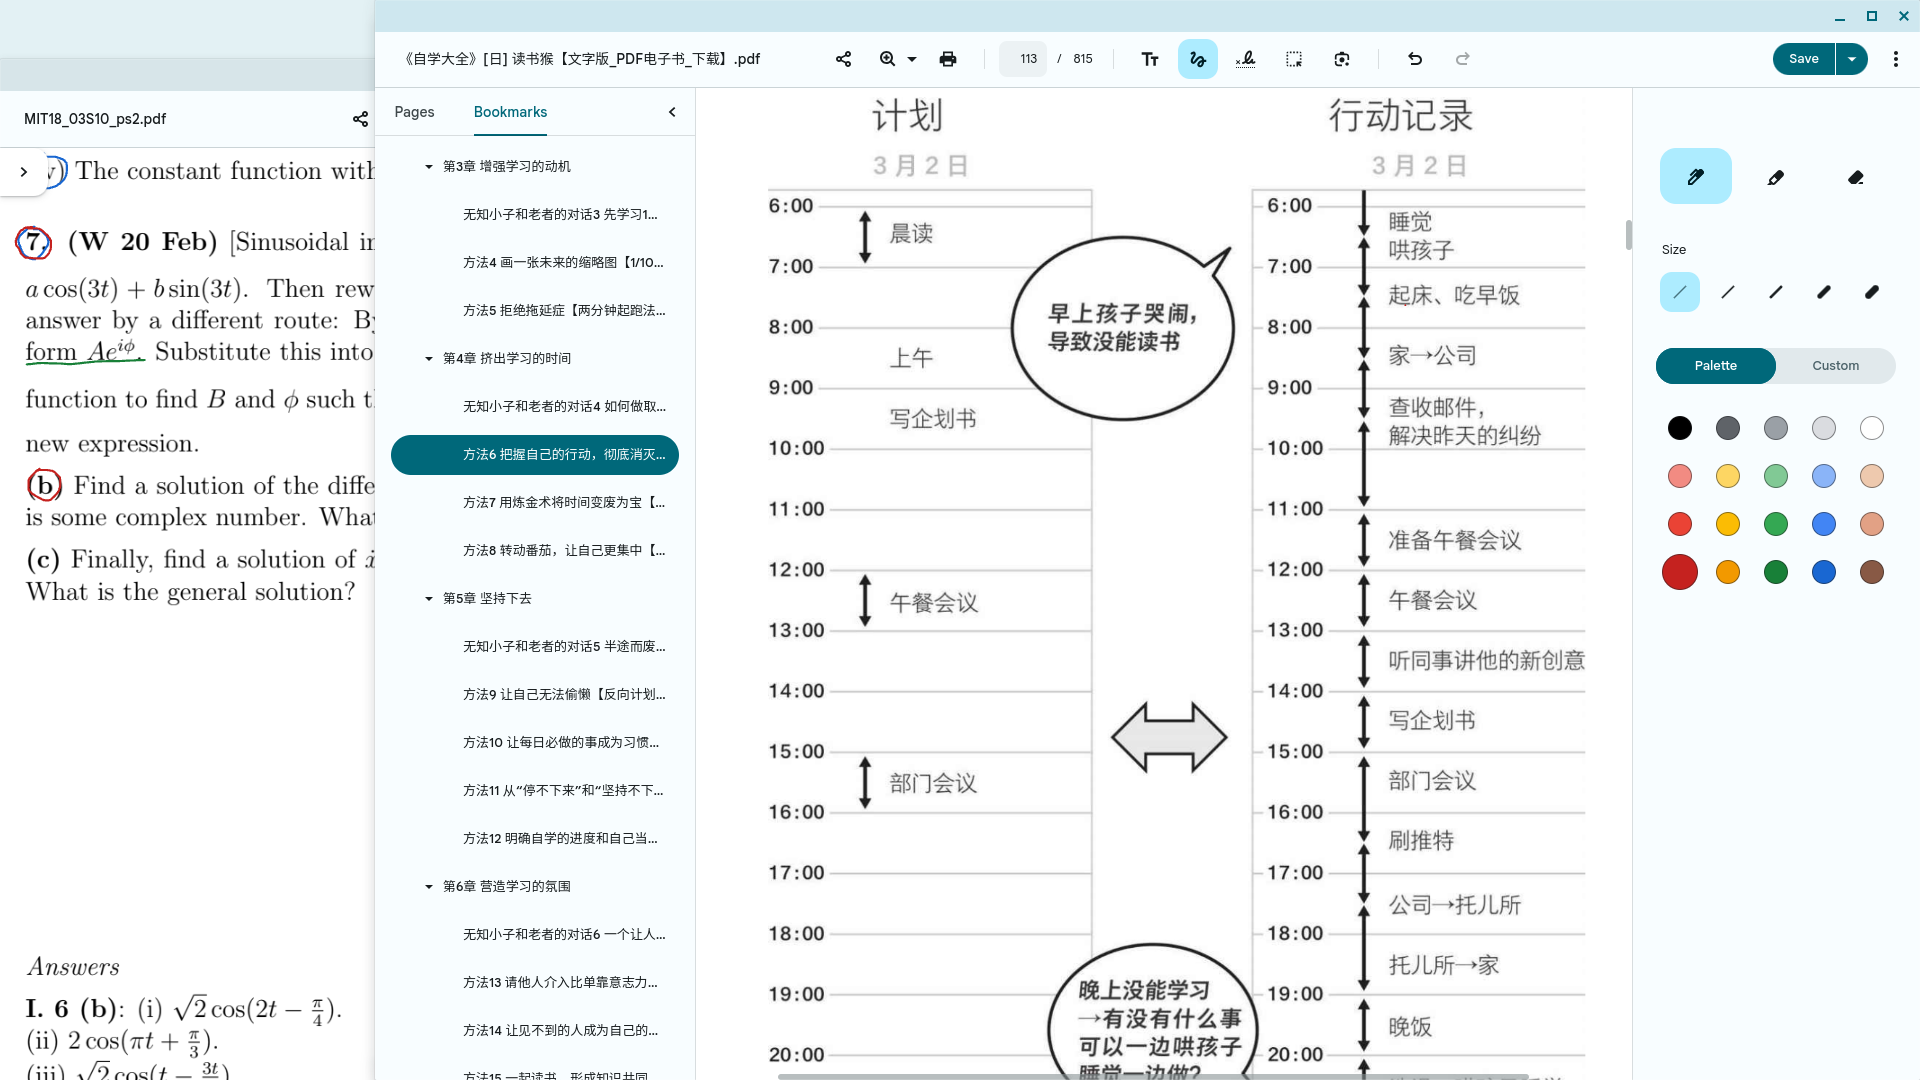 MIT18_03S10_ps2.pdf
The constant function with
7. (W 20 Feb) [Sinusoidal in
a cos(3t) + b sin(3t). Then rew
answer by a different route: By
form Ae^{iϕ}. Substitute this into
function to find B and ϕ such t
new expression.
(b) Find a solution of the diffe
is some complex number. What
(c) Finally, find a solution of
What is the general solution?
Answers
I. 6 (b): (i) √2 cos(2t − π/4).
(ii) 2 cos(πt + π/3).
(iii) √2 cos(t − 3t/
《自学大全》[日] 读书猴【文字版_PDF电子书_下载】.pdf
113 / 815
Save
Pages
Bookmarks
第3章 增强学习的动机
无知小子和老者的对话3 先学习1...
方法4 画一张未来的缩略图【1/10...
方法5 拒绝拖延症【两分钟起跑法...
第4章 挤出学习的时间
无知小子和老者的对话4 如何做取...
方法6 把握自己的行动，彻底消灭...
方法7 用炼金术将时间变废为宝【...
方法8 转动番茄，让自己更集中【...
第5章 坚持下去
无知小子和老者的对话5 半途而废...
方法9 让自己无法偷懒【反向计划...
方法10 让每日必做的事成为习惯...
方法11 从“停不下来”和“坚持不下...
方法12 明确自学的进度和自己当...
第6章 营造学习的氛围
无知小子和老者的对话6 一个让人...
方法13 请他人介入比单靠意志力...
方法14 让见不到的人成为自己的...
方法15 一起读书，形成知识共同
计划
3月2日
6:00
晨读
7:00
8:00
上午
9:00
写企划书
10:00
11:00
12:00
午餐会议
13:00
14:00
15:00
部门会议
16:00
17:00
18:00
19:00
20:00
早上孩子哭闹，
导致没能读书
晚上没能学习
→有没有什么事
可以一边哄孩子
睡觉一边做？
行动记录
3月2日
6:00
睡觉
哄孩子
7:00
起床、吃早饭
8:00
家→公司
9:00
查收邮件，
解决昨天的纠纷
10:00
11:00
准备午餐会议
12:00
午餐会议
13:00
听同事讲他的新创意
14:00
写企划书
15:00
部门会议
16:00
刷推特
17:00
公司→托儿所
18:00
托儿所→家
19:00
晚饭
20:00
Size
Palette
Custom